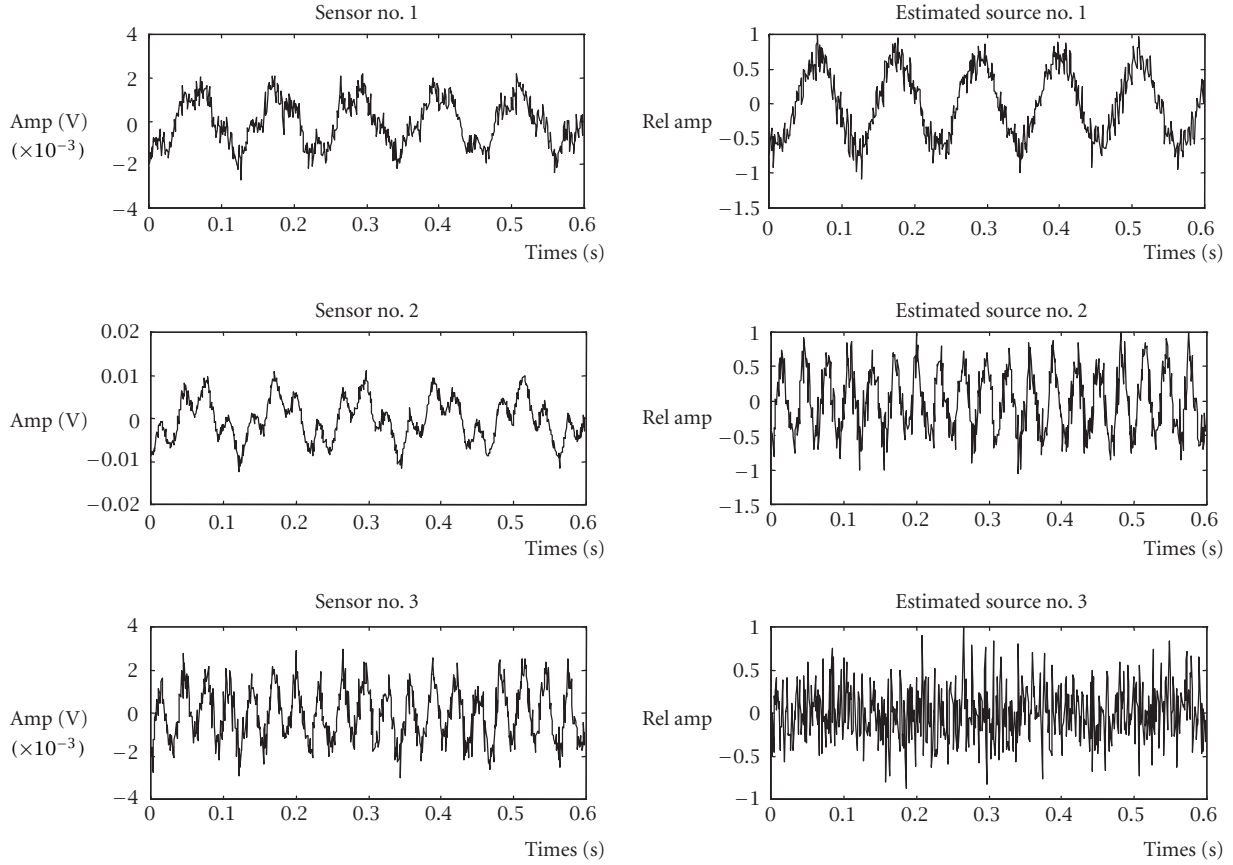 Sensor no. 1
4
2
0
−2
−4
Amp (V)
(×10−3)
0 0.1 0.2 0.3 0.4 0.5 0.6
Times (s)
Estimated source no. 1
1
0.5
0
−0.5
−1
−1.5
Rel amp
0 0.1 0.2 0.3 0.4 0.5 0.6
Times (s)
Sensor no. 2
0.02
0.01
0
−0.01
−0.02
Amp (V)
0 0.1 0.2 0.3 0.4 0.5 0.6
Times (s)
Estimated source no. 2
1
0.5
0
−0.5
−1
−1.5
Rel amp
0 0.1 0.2 0.3 0.4 0.5 0.6
Times (s)
Sensor no. 3
4
2
0
−2
−4
Amp (V)
(×10−3)
0 0.1 0.2 0.3 0.4 0.5 0.6
Times (s)
Estimated source no. 3
1
0.5
0
−0.5
−1
Rel amp
0 0.1 0.2 0.3 0.4 0.5 0.6
Times (s)